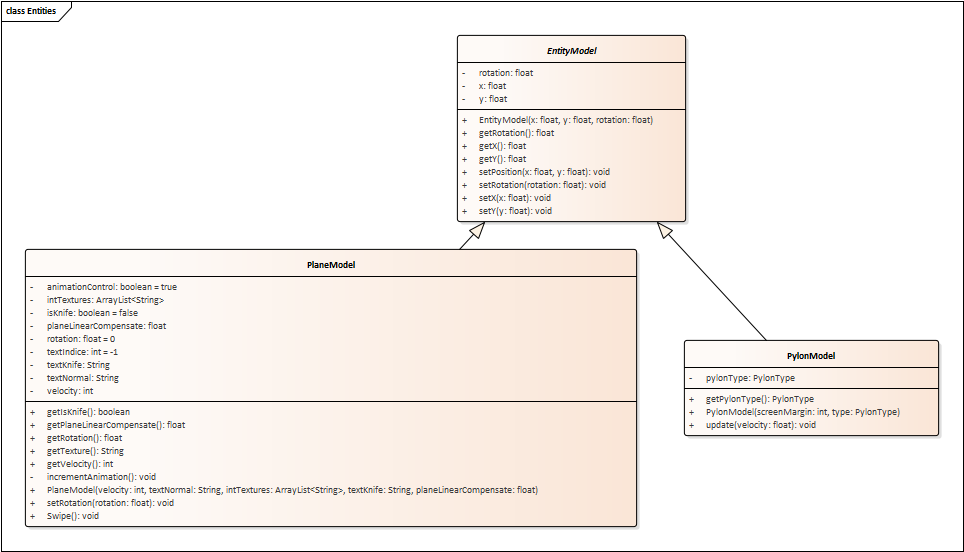 class Entities
EntityModel
- rotation: float
- x: float
- y: float
+ EntityModel(x: float, y: float, rotation: float)
+ getRotation(): float
+ getX(): float
+ getY(): float
+ setPosition(x: float, y: float): void
+ setRotation(rotation: float): void
+ setX(x: float): void
+ setY(y: float): void
PlaneModel
- animationControl: boolean = true
- intTextures: ArrayList<String>
- isKnife: boolean = false
- planeLinearCompensate: float
- rotation: float = 0
- textIndice: int = -1
- textKnife: String
- textNormal: String
- velocity: int
+ getIsKnife(): boolean
+ getPlaneLinearCompensate(): float
+ getRotation(): float
+ getTexture(): String
+ getVelocity(): int
- incrementAnimation(): void
+ PlaneModel(velocity: int, textNormal: String, intTextures: ArrayList<String>, textKnife: String, planeLinearCompensate: float)
+ setRotation(rotation: float): void
+ Swipe(): void
PylonModel
- pylonType: PylonType
+ getPylonType(): PylonType
+ PylonModel(screenMargin: int, type: PylonType)
+ update(velocity: float): void